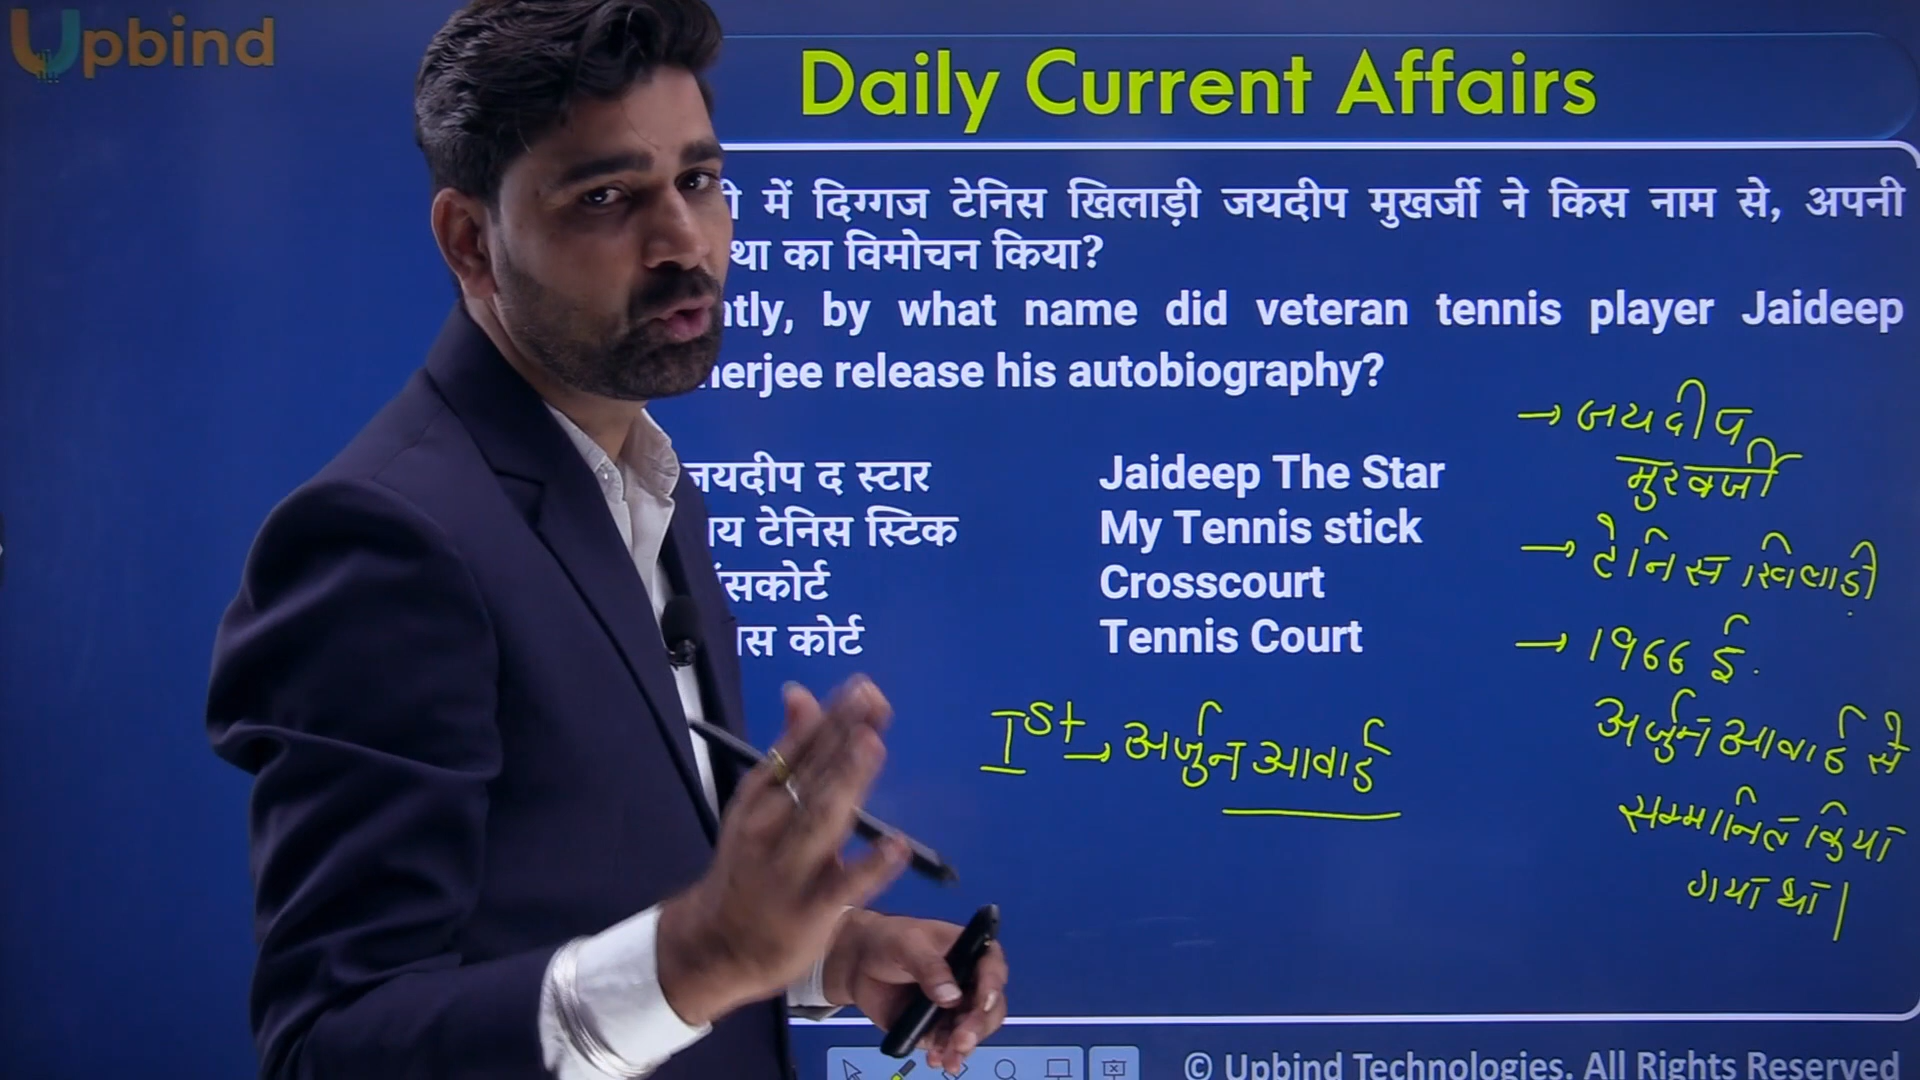 Upbind
Daily Current Affairs
में दिग्गज टेनिस खिलाड़ी जयदीप मुखर्जी ने किस नाम से, अपनी
था का विमोचन किया?
ntly, by what name did veteran tennis player Jaideep
herjee release his autobiography?
जयदीप द स्टार Jaideep The Star
य टेनिस स्टिक My Tennis stick
सकोर्ट Crosscourt
स कोर्ट Tennis Court
→ जयदीप
मुखर्जी
→ टेनिस खिलाड़ी
→ 1966 ई.
अर्जुन आवार्ड से
सम्मानित किया
गया था।
Ist → अर्जुन आवार्ड
© Upbind Technologies. All Rights Reserved